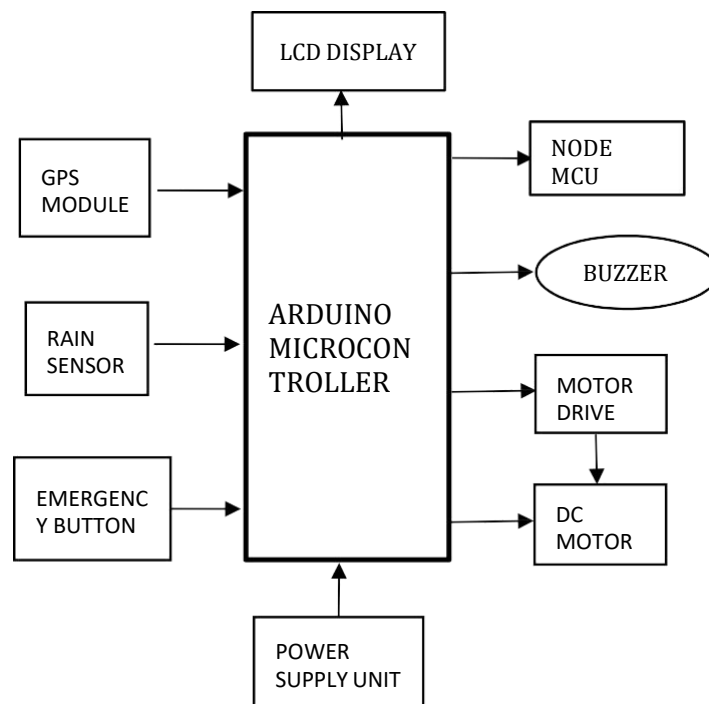 LCD DISPLAY
GPS
MODULE
NODE
MCU
BUZZER
RAIN
SENSOR
ARDUINO
MICROCON
TROLLER
MOTOR
DRIVE
EMERGENC
Y BUTTON
DC
MOTOR
POWER
SUPPLY UNIT